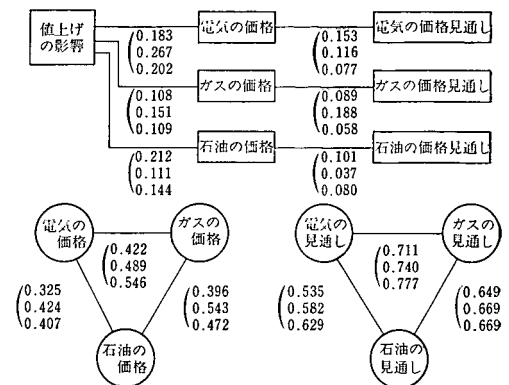 値上げ
の影響
電気の価格
電気の価格見通し
0.183
0.267
0.202
0.153
0.116
0.077
ガスの価格
ガスの価格見通し
0.108
0.151
0.109
0.089
0.188
0.058
石油の価格
石油の価格見通し
0.212
0.111
0.144
0.101
0.037
0.080
電気の
価格
ガスの
価格
0.422
0.489
0.546
0.325
0.424
0.407
0.396
0.543
0.472
石油の
価格
電気の
見通し
ガスの
見通し
0.711
0.740
0.777
0.535
0.582
0.629
0.649
0.669
0.669
石油の
見通し